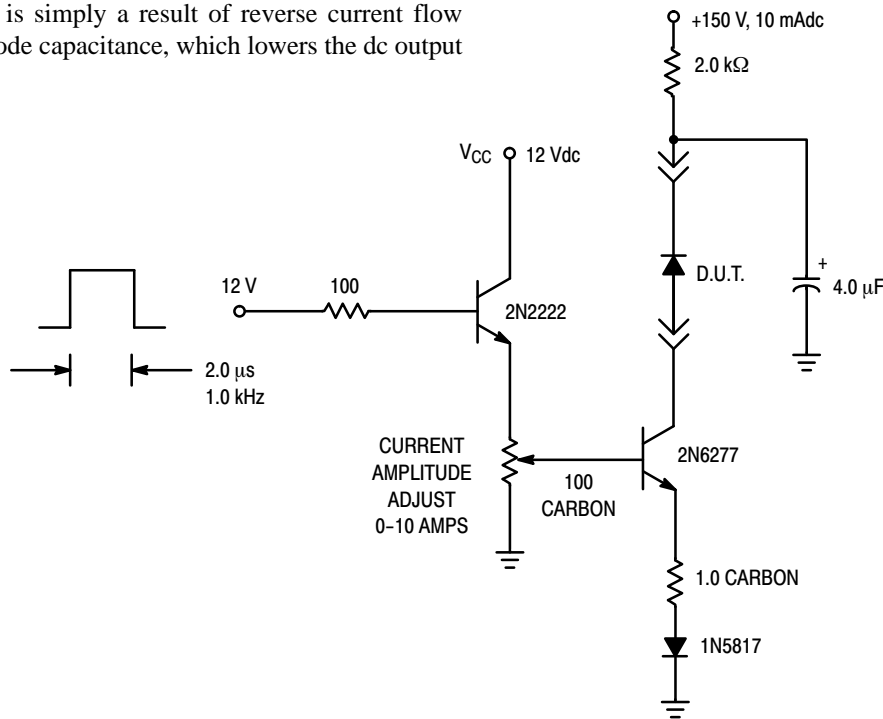 is simply a result of reverse current flow
ode capacitance, which lowers the dc output
+150 V, 10 mAdc
2.0 kΩ
VCC 12 Vdc
12 V
100
2N2222
D.U.T.
+
4.0 μF
2.0 μs
1.0 kHz
CURRENT
AMPLITUDE
ADJUST
0-10 AMPS
100
CARBON
2N6277
1.0 CARBON
1N5817